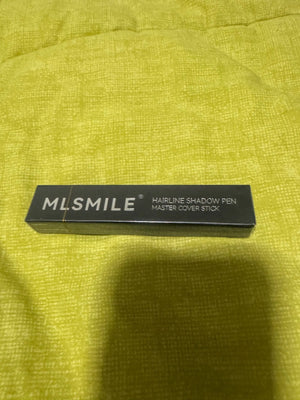 MLSMILE® HAIRLINE SHADOW PEN
MASTER COVER STICK